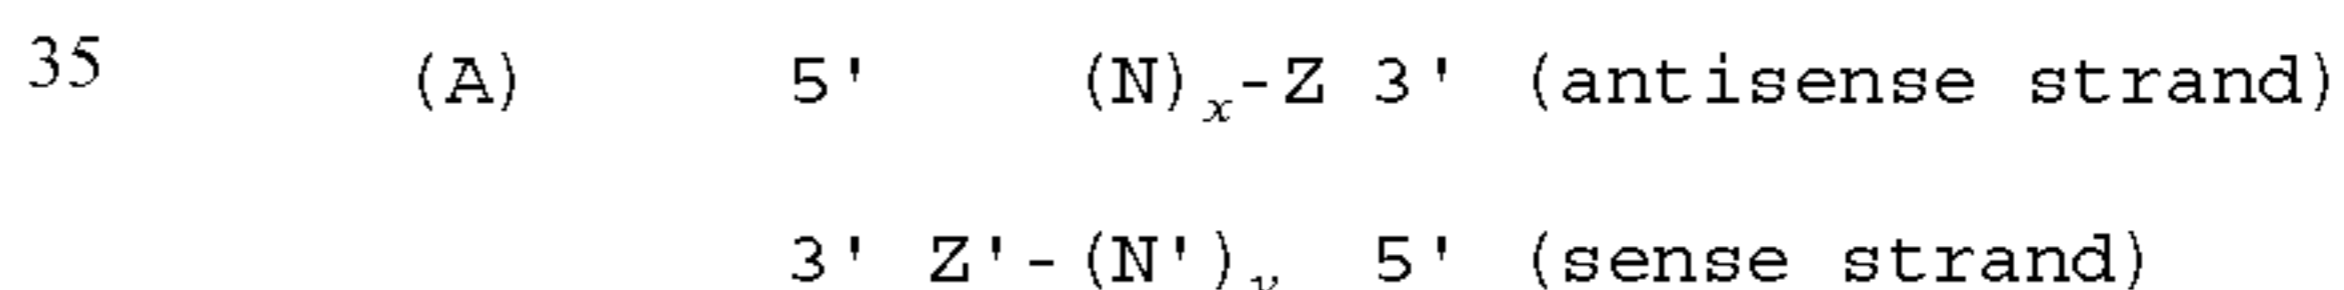 35 (A) 5' (N)x-Z 3' (antisense strand)
3' Z'-(N')y 5' (sense strand)